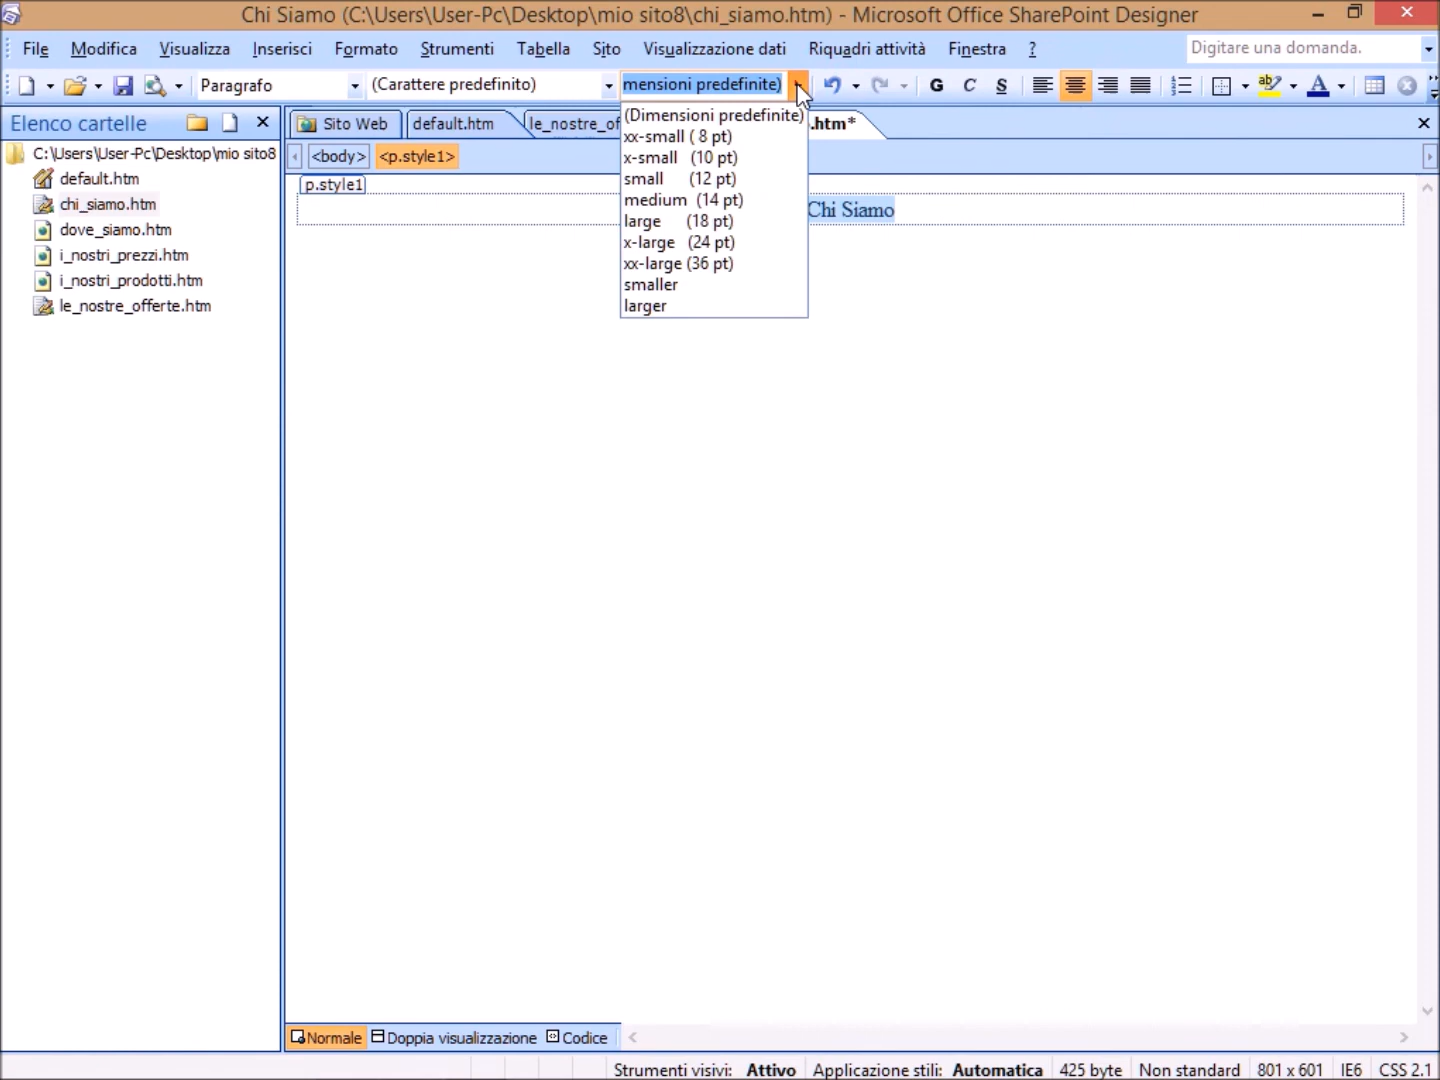 Chi Siamo (C:\Users\User-Pc\Desktop\mio sito8\chi_siamo.htm) - Microsoft Office SharePoint Designer
File Modifica Visualizza Inserisci Formato Strumenti Tabella Sito Visualizzazione dati Riquadri attività Finestra ? Digitare una domanda.
Paragrafo (Carattere predefinito) mensioni predefinite) G C S ab A
Elenco cartelle
C:\Users\User-Pc\Desktop\mio sito8
default.htm
chi_siamo.htm
dove_siamo.htm
i_nostri_prezzi.htm
i_nostri_prodotti.htm
le_nostre_offerte.htm
Sito Web default.htm le_nostre_of .htm*
<body> <p.style1>
p.style1
Chi Siamo
(Dimensioni predefinite)
xx-small ( 8 pt)
x-small (10 pt)
small (12 pt)
medium (14 pt)
large (18 pt)
x-large (24 pt)
xx-large (36 pt)
smaller
larger
Normale Doppia visualizzazione Codice
Strumenti visivi: Attivo Applicazione stili: Automatica 425 byte Non standard 801 x 601 IE6 CSS 2.1